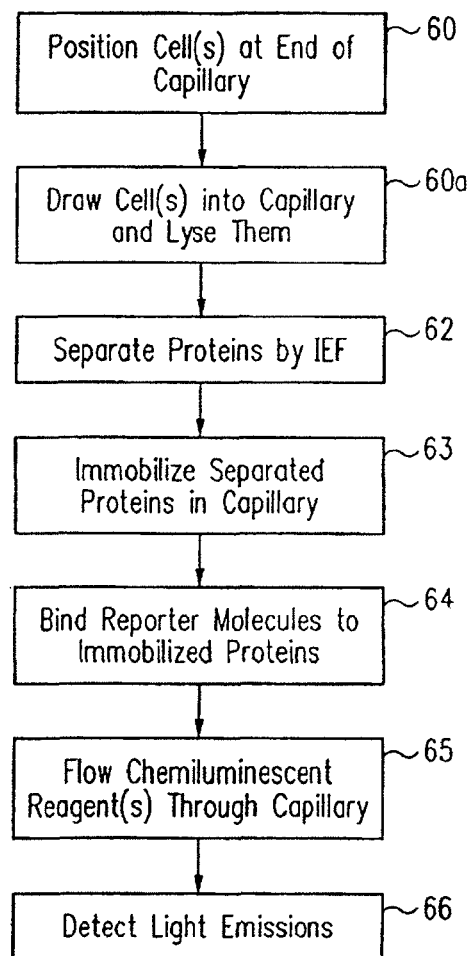 Position Cell(s) at End of
Capillary
60
Draw Cell(s) into Capillary
and Lyse Them
60a
Separate Proteins by IEF
62
Immobilize Separated
Proteins in Capillary
63
Bind Reporter Molecules to
Immobilized Proteins
64
Flow Chemiluminescent
Reagent(s) Through Capillary
65
Detect Light Emissions
66